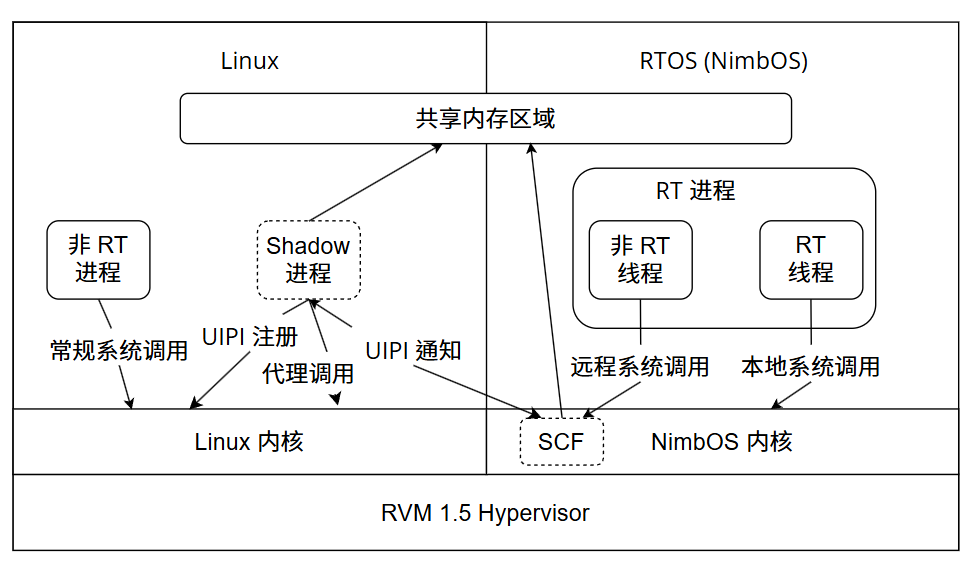 Linux
RTOS (NimbOS)
共享内存区域
RT 进程
非 RT
进程
Shadow
进程
非 RT
线程
RT
线程
常规系统调用
UIPI 注册
代理调用
UIPI 通知
远程系统调用
本地系统调用
Linux 内核
SCF
NimbOS 内核
RVM 1.5 Hypervisor